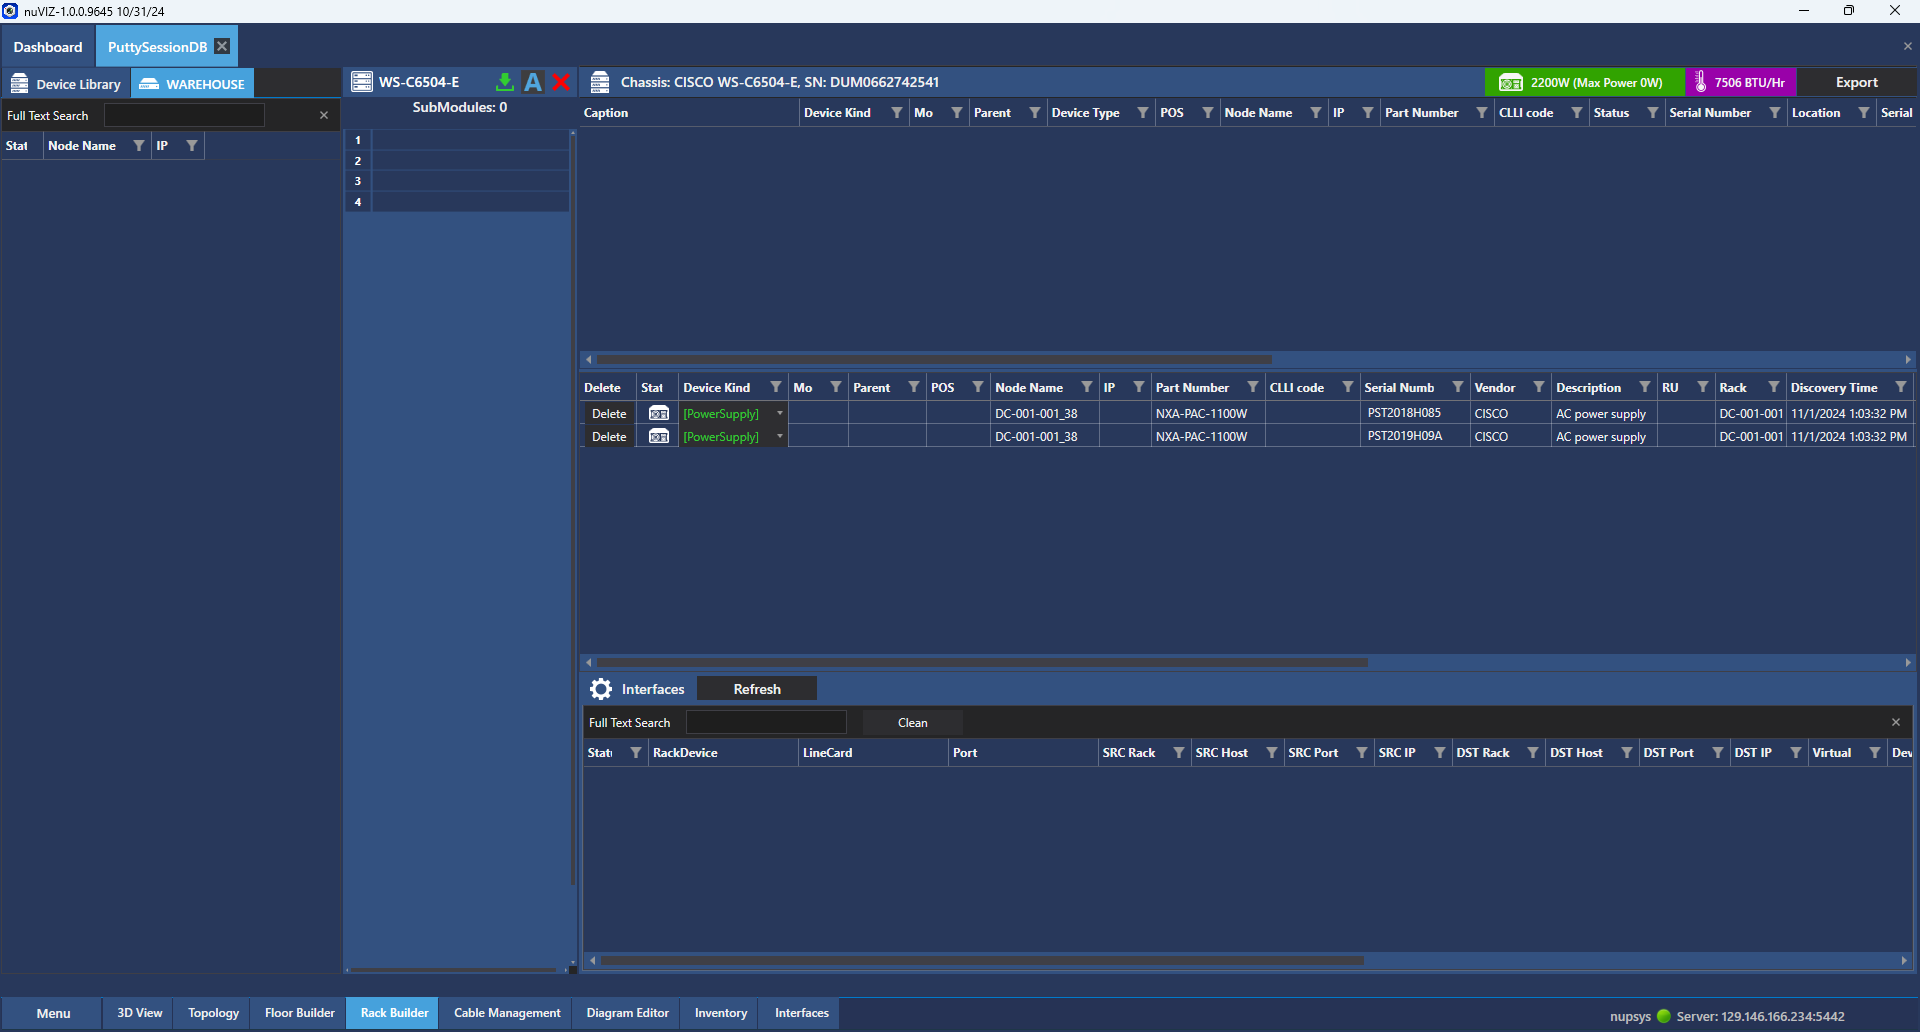 nuVIZ-1.0.0.9645 10/31/24
Dashboard PuttySessionDB
Device Library WAREHOUSE
Full Text Search
Stat Node Name IP
WS-C6504-E A
SubModules: 0
1
2
3
4
Chassis: CISCO WS-C6504-E, SN: DUM0662742541 2200W (Max Power 0W) 7506 BTU/Hr Export
Caption Device Kind Mo Parent Device Type POS Node Name IP Part Number CLLI code Status Serial Number Location Serial
Delete Stat Device Kind Mo Parent POS Node Name IP Part Number CLLI code Serial Numb Vendor Description RU Rack Discovery Time
Delete [PowerSupply] DC-001-001_38 NXA-PAC-1100W PST2018H085 CISCO AC power supply DC-001-001 11/1/2024 1:03:32 PM
Delete [PowerSupply] DC-001-001_38 NXA-PAC-1100W PST2019H09A CISCO AC power supply DC-001-001 11/1/2024 1:03:32 PM
Interfaces Refresh
Full Text Search Clean
Stat RackDevice LineCard Port SRC Rack SRC Host SRC Port SRC IP DST Rack DST Host DST Port DST IP Virtual Dev
Menu 3D View Topology Floor Builder Rack Builder Cable Management Diagram Editor Inventory Interfaces
nupsys Server: 129.146.166.234:5442